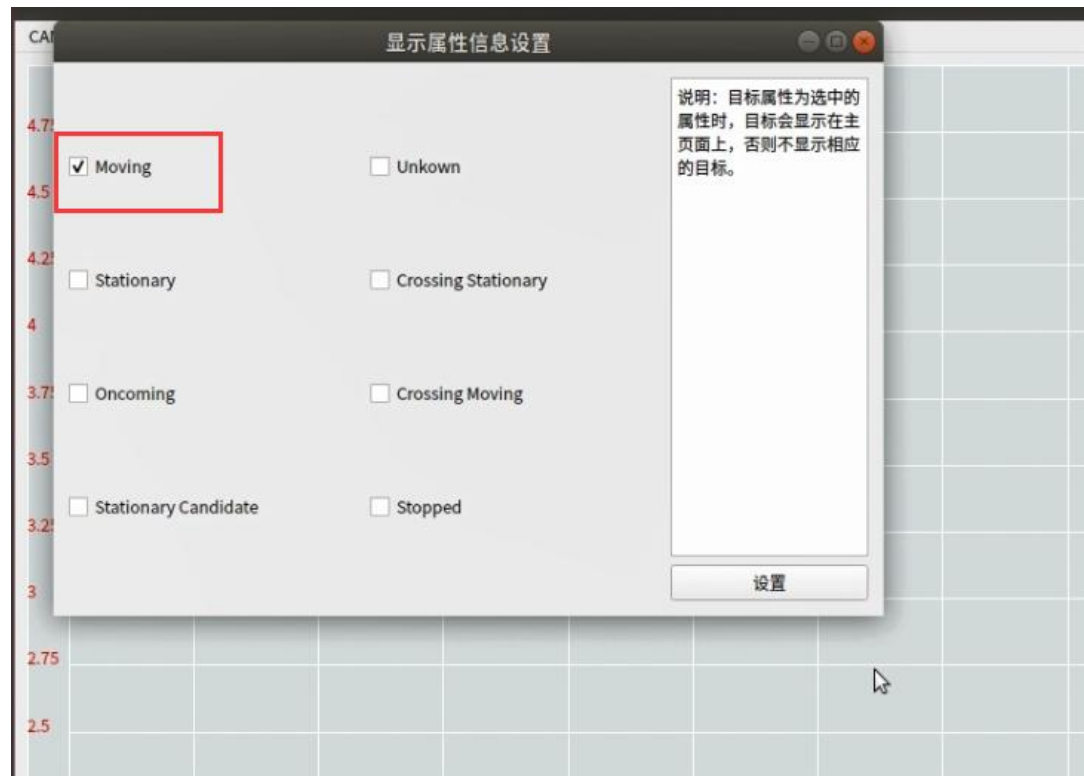 显示属性信息设置
4.75
4.5
4.25
4
3.75
3.5
3.25
3
2.75
2.5
Moving
Unkown
Stationary
Crossing Stationary
Oncoming
Crossing Moving
Stationary Candidate
Stopped
说明：目标属性为选中的
属性时，目标会显示在主
页面上，否则不显示相应
的目标。
设置